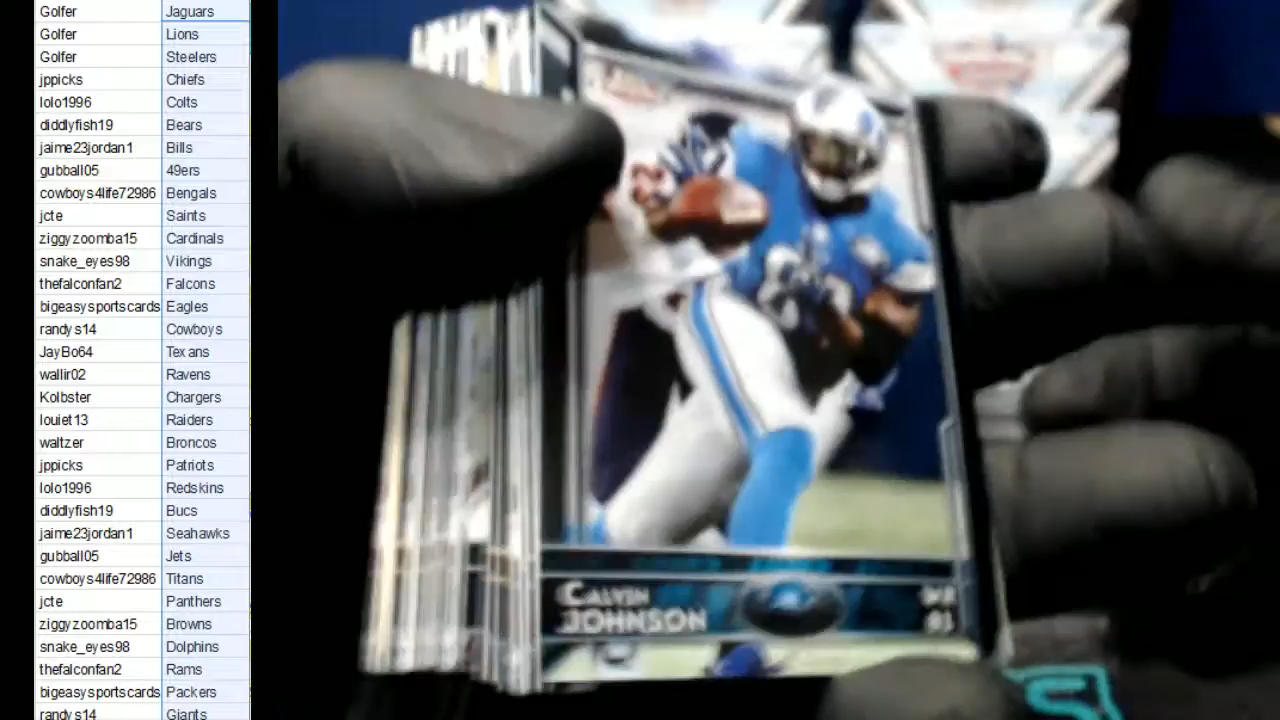 Golfer Jaguars
Golfer Lions
Golfer Steelers
jppicks Chiefs
lolo1996 Colts
diddlyfish19 Bears
jaime23jordan1 Bills
gubball05 49ers
cowboys4life72986 Bengals
jcte Saints
ziggyzoomba15 Cardinals
snake_eyes98 Vikings
thefalconfan2 Falcons
bigeasysportscards Eagles
randys14 Cowboys
JayBo64 Texans
wallir02 Ravens
Kolbster Chargers
louiet13 Raiders
waltzer Broncos
jppicks Patriots
lolo1996 Redskins
diddlyfish19 Bucs
jaime23jordan1 Seahawks
gubball05 Jets
cowboys4life72986 Titans
jcte Panthers
ziggyzoomba15 Browns
snake_eyes98 Dolphins
thefalconfan2 Rams
bigeasysportscards Packers
randys14 Giants
CALVIN
JOHNSON
WR
81